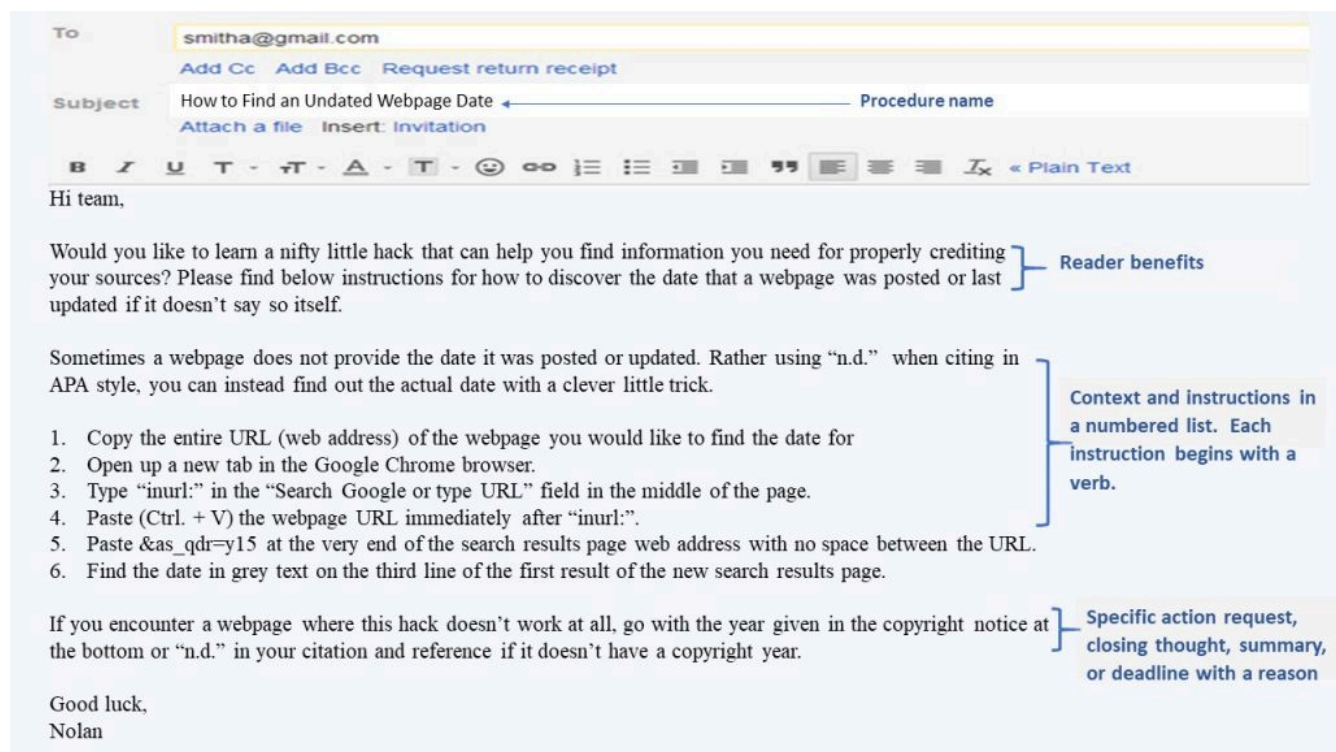 To smitha@gmail.com
Add Cc Add Bcc Request return receipt
Subject How to Find an Undated Webpage Date Procedure name
Attach a file Insert: Invitation
B I U T - тT - A - T - Tx « Plain Text
Hi team,
Would you like to learn a nifty little hack that can help you find information you need for properly crediting
your sources? Please find below instructions for how to discover the date that a webpage was posted or last
updated if it doesn’t say so itself.
Reader benefits
Sometimes a webpage does not provide the date it was posted or updated. Rather using “n.d.” when citing in
APA style, you can instead find out the actual date with a clever little trick.
1. Copy the entire URL (web address) of the webpage you would like to find the date for
2. Open up a new tab in the Google Chrome browser.
3. Type “inurl:” in the “Search Google or type URL” field in the middle of the page.
4. Paste (Ctrl. + V) the webpage URL immediately after “inurl:”.
5. Paste &as_qdr=y15 at the very end of the search results page web address with no space between the URL.
6. Find the date in grey text on the third line of the first result of the new search results page.
Context and instructions in
a numbered list. Each
instruction begins with a
verb.
If you encounter a webpage where this hack doesn’t work at all, go with the year given in the copyright notice at
the bottom or “n.d.” in your citation and reference if it doesn’t have a copyright year.
Specific action request,
closing thought, summary,
or deadline with a reason
Good luck,
Nolan